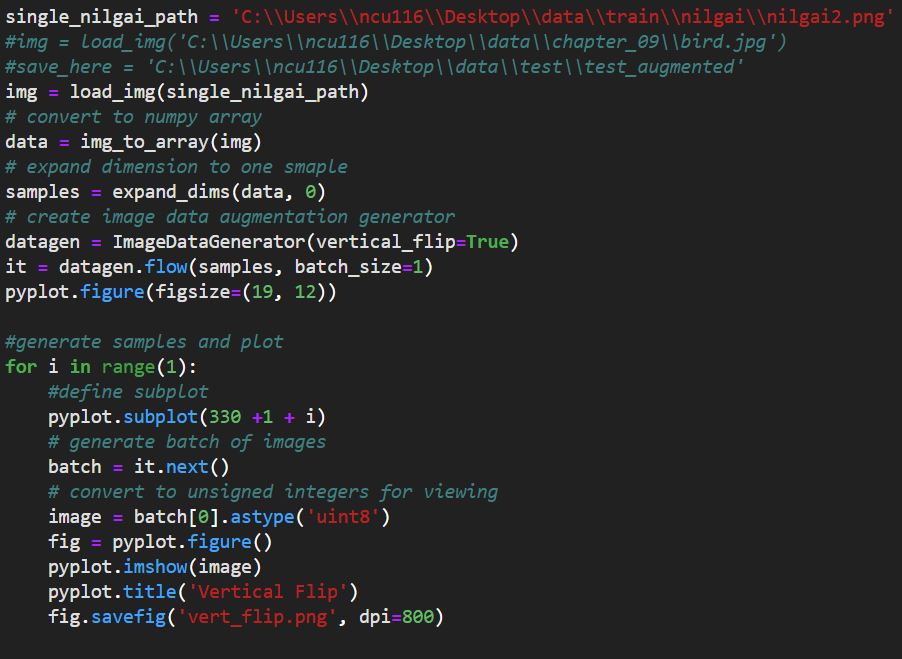 single_nilgai_path = 'C:\\Users\\ncu116\\Desktop\\data\\train\\nilgai\\nilgai2.png'
#img = load_img('C:\\Users\\ncu116\\Desktop\\data\\chapter_09\\bird.jpg')
#save_here = 'C:\\Users\\ncu116\\Desktop\\data\\test\\test_augmented'
img = load_img(single_nilgai_path)
# convert to numpy array
data = img_to_array(img)
# expand dimension to one smaple
samples = expand_dims(data, 0)
# create image data augmentation generator
datagen = ImageDataGenerator(vertical_flip=True)
it = datagen.flow(samples, batch_size=1)
pyplot.figure(figsize=(19, 12))

#generate samples and plot
for i in range(1):
    #define subplot
    pyplot.subplot(330 +1 + i)
    # generate batch of images
    batch = it.next()
    # convert to unsigned integers for viewing
    image = batch[0].astype('uint8')
    fig = pyplot.figure()
    pyplot.imshow(image)
    pyplot.title('Vertical Flip')
    fig.savefig('vert_flip.png', dpi=800)